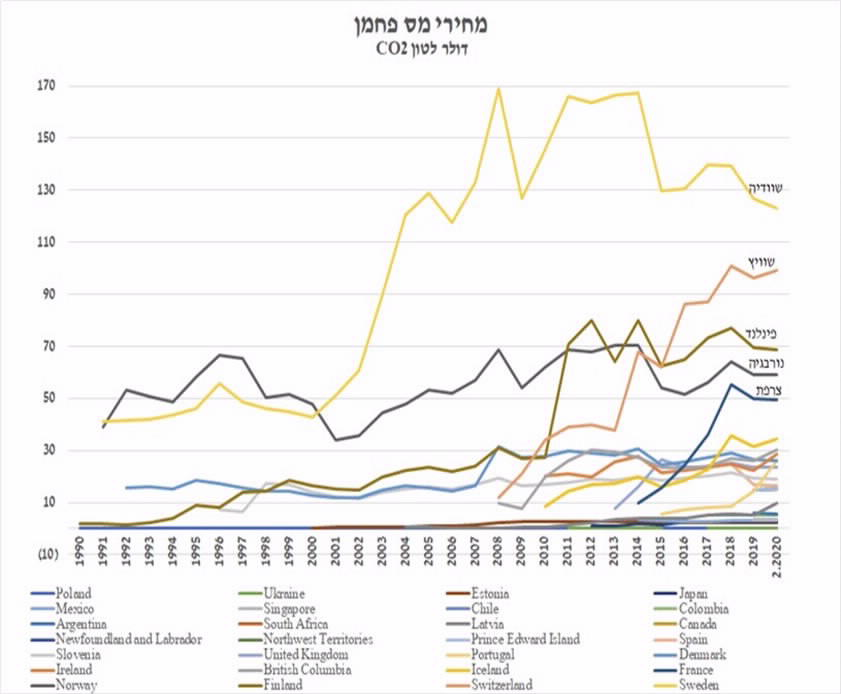 מחירי מס פחמן
דולר לטון CO2
170
150
130
110
90
70
50
30
10
(10)
שוודיה
שוויץ
פינלנד
נורבגיה
צרפת
1990 1991 1992 1993 1994 1995 1996 1997 1998 1999 2000 2001 2002 2003 2004 2005 2006 2007 2008 2009 2010 2011 2012 2013 2014 2015 2016 2017 2018 2019 2.2020
Poland Ukraine Estonia Japan
Mexico Singapore Chile Colombia
Argentina South Africa Latvia Canada
Newfoundland and Labrador Northwest Territories Prince Edward Island Spain
Slovenia United Kingdom Portugal Denmark
Ireland British Columbia Iceland France
Norway Finland Switzerland Sweden